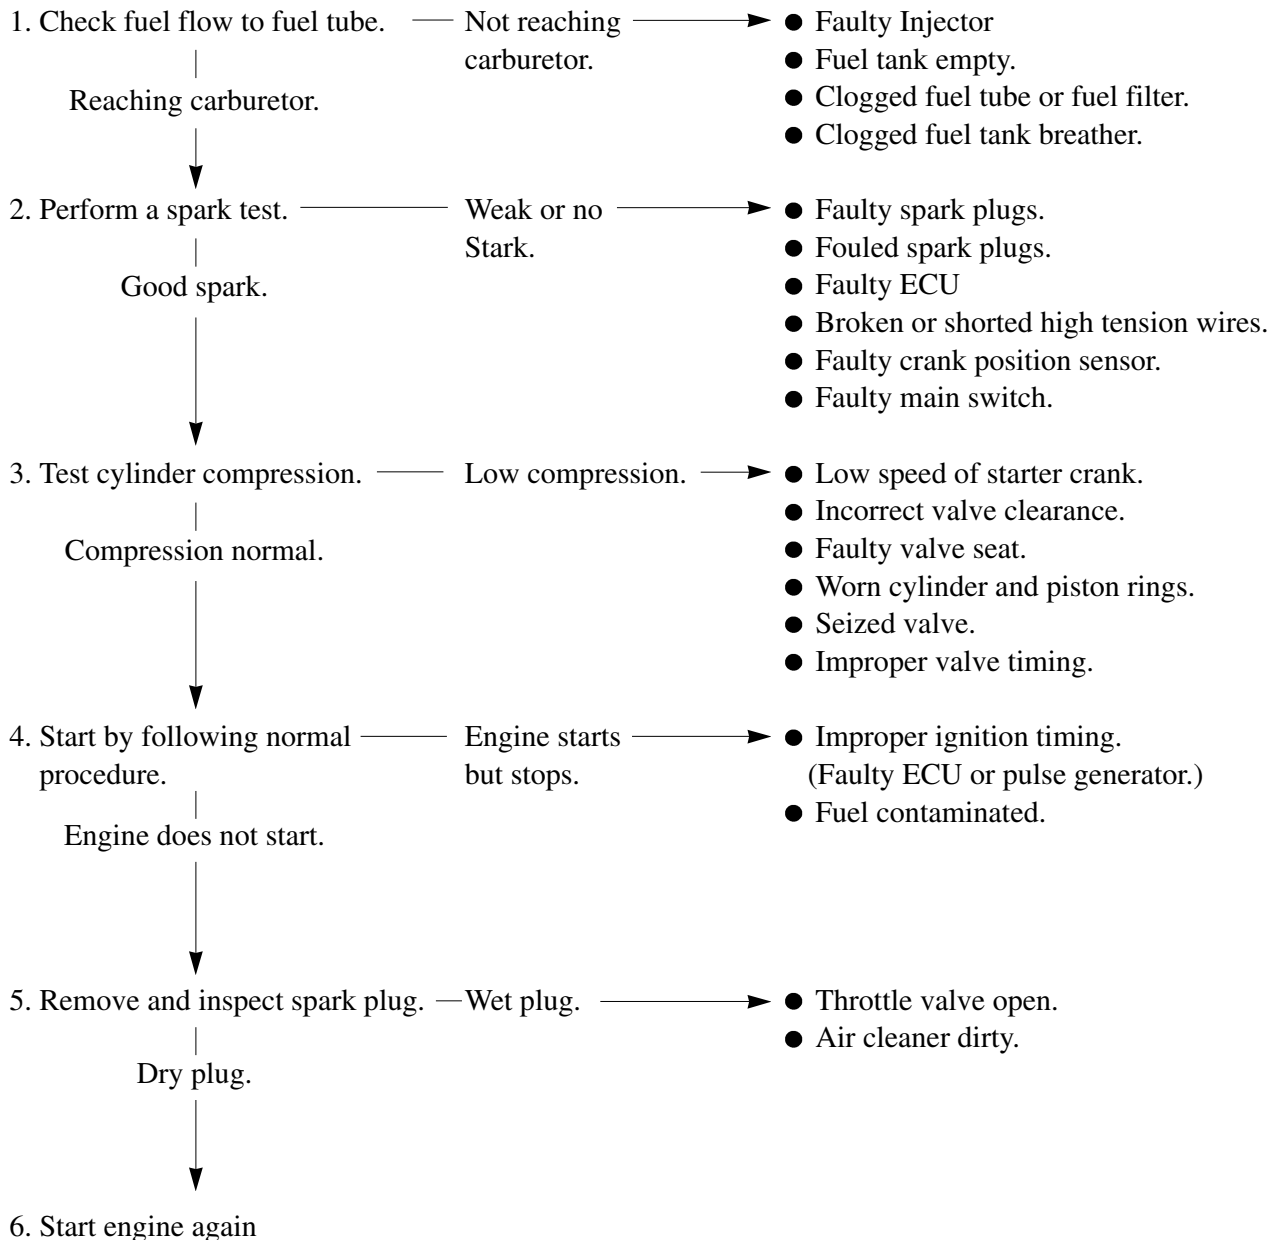 1. Check fuel flow to fuel tube.
Not reaching
carburetor.
● Faulty Injector
● Fuel tank empty.
● Clogged fuel tube or fuel filter.
● Clogged fuel tank breather.
Reaching carburetor.
2. Perform a spark test.
Weak or no
Stark.
● Faulty spark plugs.
● Fouled spark plugs.
● Faulty ECU
● Broken or shorted high tension wires.
● Faulty crank position sensor.
● Faulty main switch.
Good spark.
3. Test cylinder compression.
Low compression.
● Low speed of starter crank.
● Incorrect valve clearance.
● Faulty valve seat.
● Worn cylinder and piston rings.
● Seized valve.
● Improper valve timing.
Compression normal.
4. Start by following normal
procedure.
Engine starts
but stops.
● Improper ignition timing.
(Faulty ECU or pulse generator.)
● Fuel contaminated.
Engine does not start.
5. Remove and inspect spark plug.
Wet plug.
● Throttle valve open.
● Air cleaner dirty.
Dry plug.
6. Start engine again